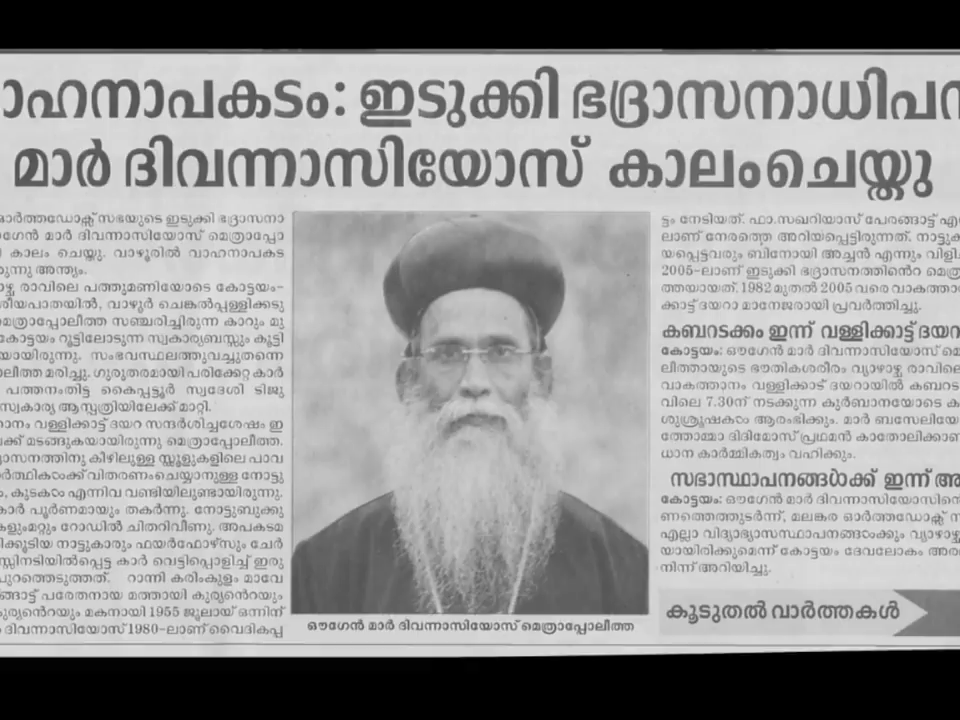 ാഹനാപകടം: ഇടുക്കി ഭദ്രാസനാധിപൻ
മാർ ദിവന്നാസിയോസ് കാലംചെയ്തു
ഓർത്തഡോക്സ് സഭയുടെ ഇടുക്കി ഭദ്രാസനാ
ഗേൻ മാർ ദിവന്നാസിയോസ് മെത്രാപ്പോ
കാലം ചെയ്തു. വാഴൂരിൽ വാഹനാപകട
രുന്നു അന്ത്യം.
രാവിലെ പത്തുമണിയോടെ കോട്ടയം-
ശീയപാതയിൽ, വാഴൂർ ചെങ്കൽപ്പള്ളിക്കടു
മെത്രാപ്പോലീത്ത സഞ്ചരിച്ചിരുന്ന കാറും മു
കോട്ടയം റൂട്ടിലോടുന്ന സ്വകാര്യബസ്സും കൂട്ടി
യായിരുന്നു. സംഭവസ്ഥലത്തുവച്ചുതന്നെ
ലീത്ത മരിച്ചു. ഗുരുതരമായി പരിക്കേറ്റ കാർ
പത്തനംതിട്ട കൈപ്പട്ടൂർ സ്വദേശി ടിജു
സ്വകാര്യ ആസ്പത്രിയിലേക്ക് മാറ്റി.
ാനം വള്ളിക്കാട്ട് ദയറ സന്ദർശിച്ചശേഷം ഇ
ക്ക് മടങ്ങുകയായിരുന്നു മെത്രാപ്പോലീത്ത.
ാസനത്തിനു കീഴിലുള്ള സ്കൂളുകളിലെ പാവ
ർത്ഥികൾക്ക് വിതരണംചെയ്യാനുള്ള നോട്ടു
കുടകൾ എന്നിവ വണ്ടിയിലുണ്ടായിരുന്നു.
കാർ പൂർണമായും തകർന്നു. നോട്ടുബുക്കു
കളുംമറ്റും റോഡിൽ ചിതറിവീണു. അപകടമ
ിക്കൂടിയ നാട്ടുകാരും ഫയർഫോഴ്സും ചേർ
സ്സിനടിയിൽപ്പെട്ട കാർ വെട്ടിപ്പൊളിച്ച് ഇരു
പുറത്തെടുത്തത്. റാന്നി കരിംകുളം മാവേ
ങ്ങാട്ട് പരേതനായ മത്തായി കുര്യന്റെയും
കുര്യന്റെയും മകനായി 1955 ജൂലായ് ഒന്നിന്
ദിവന്നാസിയോസ് 1980-ലാണ് വൈദികപ്പ
ഔഗേൻ മാർ ദിവന്നാസിയോസ് മെത്രാപ്പോലീത്ത
ട്ടം നേടിയത്. ഫാ.സഖറിയാസ് പേരങ്ങാട്ട് എ
ലാണ് നേരത്തെ അറിയപ്പെട്ടിരുന്നത്. നാട്ടുക
യപ്പെട്ടവരും ബിനോയി അച്ചൻ എന്നും വിളി
2005-ലാണ് ഇടുക്കി ഭദ്രാസനത്തിന്റെ മെത്ര
ത്തയായത്. 1982 മുതൽ 2005 വരെ വാകത്താ
ക്കാട്ട് ദയറാ മാനേജരായി പ്രവർത്തിച്ചു.
കബറടക്കം ഇന്ന് വള്ളിക്കാട്ട് ദയറ
കോട്ടയം: ഔഗേൻ മാർ ദിവന്നാസിയോസ് മെ
ലിത്തായുടെ ഭൗതികശരീരം വ്യാഴാഴ്ച രാവിലെ
വാകത്താനം വള്ളിക്കാട് ദയറായിൽ കബറട
വിലെ 7.30ന് നടക്കുന്ന കുർബാനയോടെ ക
ശുശ്രൂഷകൾ ആരംഭിക്കും. മാർ ബസേലിയോ
ത്തോമ്മാ ദിദിമോസ് പ്രഥമൻ കാതോലിക്കാണ
ധാന കാർമ്മികത്വം വഹിക്കും.
സഭാസ്ഥാപനങ്ങൾക്ക് ഇന്ന് അ
കോട്ടയം: ഔഗേൻ മാർ ദിവന്നാസിയോസിന്റെ
ണത്തെത്തുടർന്ന്, മലങ്കര ഓർത്തഡോക്സ് സ
എല്ലാ വിദ്യാഭ്യാസസ്ഥാപനങ്ങൾക്കും വ്യാഴാഴ്ച
യായിരിക്കുമെന്ന് കോട്ടയം ദേവലോകം അര
നിന്ന് അറിയിച്ചു.
കൂടുതൽ വാർത്തകൾ